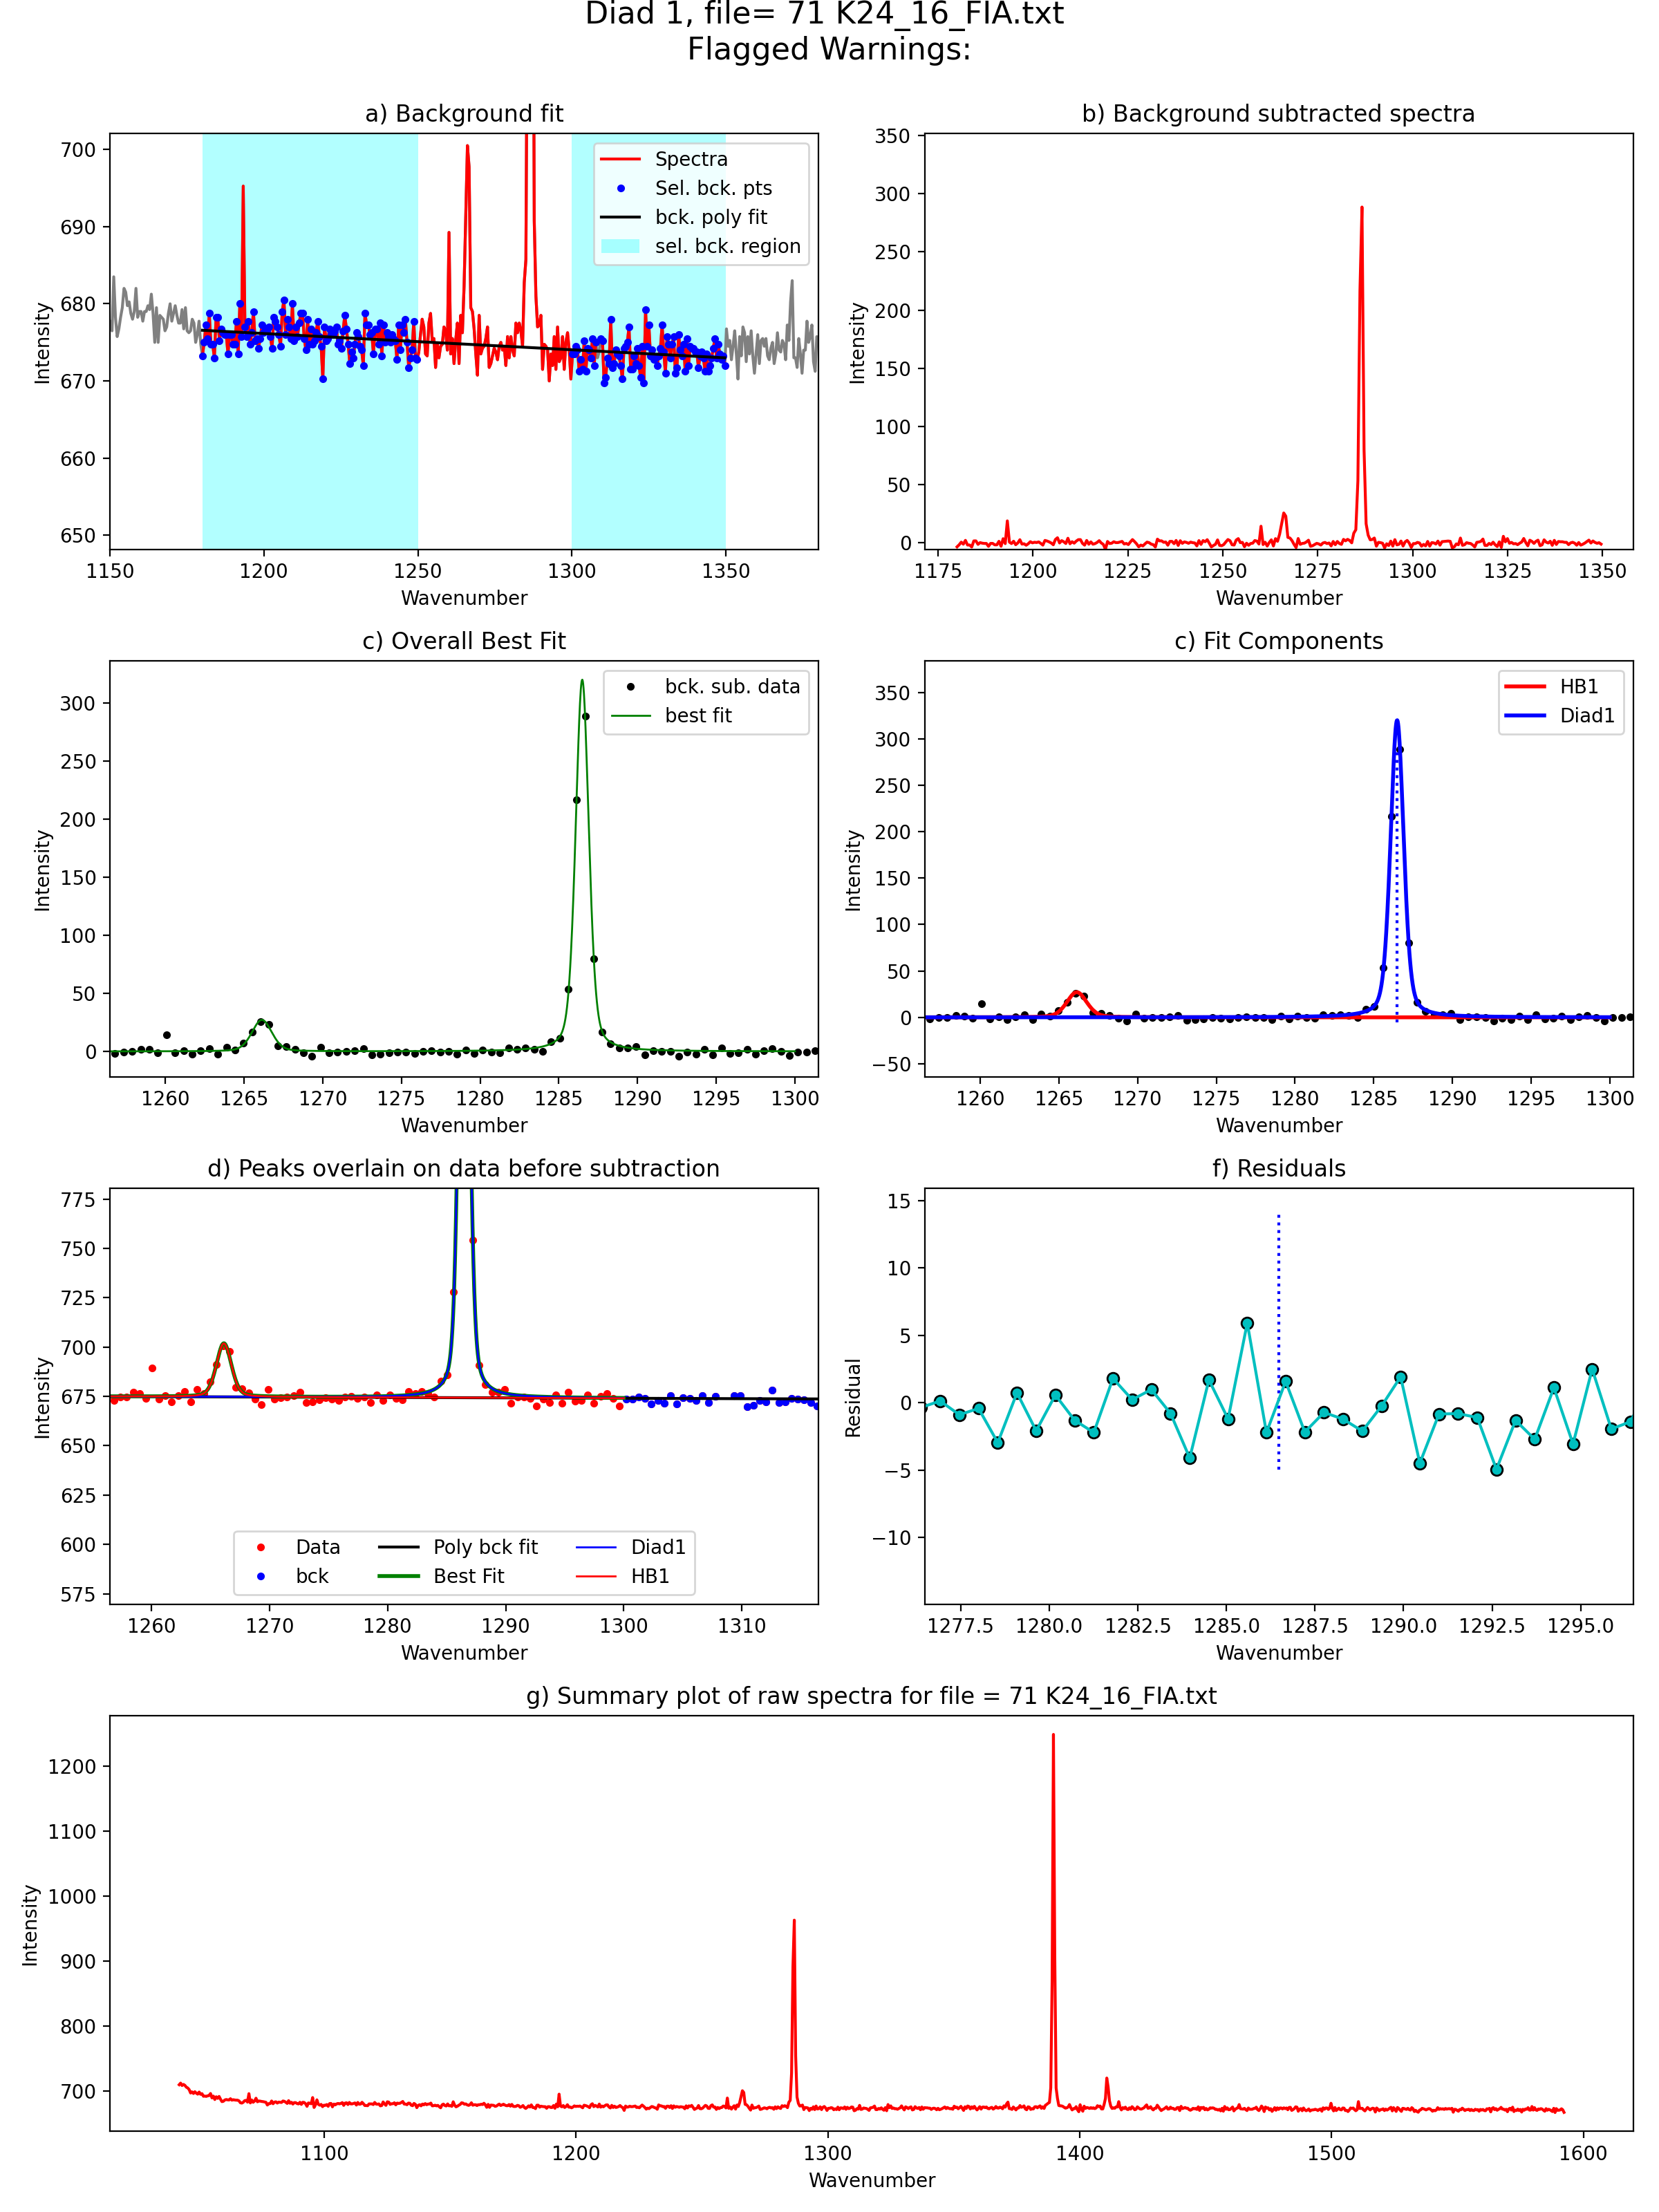 Diad 1, file= 71 K24_16_FIA.txt
Flagged Warnings:
a) Background fit
700
690
680
670
660
650
Intensity
1150
1200
1250
1300
1350
Wavenumber
Spectra
Sel. bck. pts
bck. poly fit
sel. bck. region
b) Background subtracted spectra
350
300
250
200
150
100
50
0
Intensity
1175
1200
1225
1250
1275
1300
1325
1350
Wavenumber
c) Overall Best Fit
300
250
200
150
100
50
0
Intensity
1260
1265
1270
1275
1280
1285
1290
1295
1300
Wavenumber
bck. sub. data
best fit
c) Fit Components
350
300
250
200
150
100
50
0
−50
Intensity
1260
1265
1270
1275
1280
1285
1290
1295
1300
Wavenumber
HB1
Diad1
d) Peaks overlain on data before subtraction
775
750
725
700
675
650
625
600
575
Intensity
Data
bck
Poly bck fit
Best Fit
Diad1
HB1
1260
1270
1280
1290
1300
1310
Wavenumber
f) Residuals
15
10
5
0
−5
−10
Residual
1277.5
1280.0
1282.5
1285.0
1287.5
1290.0
1292.5
1295.0
Wavenumber
g) Summary plot of raw spectra for file = 71 K24_16_FIA.txt
1200
1100
1000
900
800
700
Intensity
1100
1200
1300
1400
1500
1600
Wavenumber